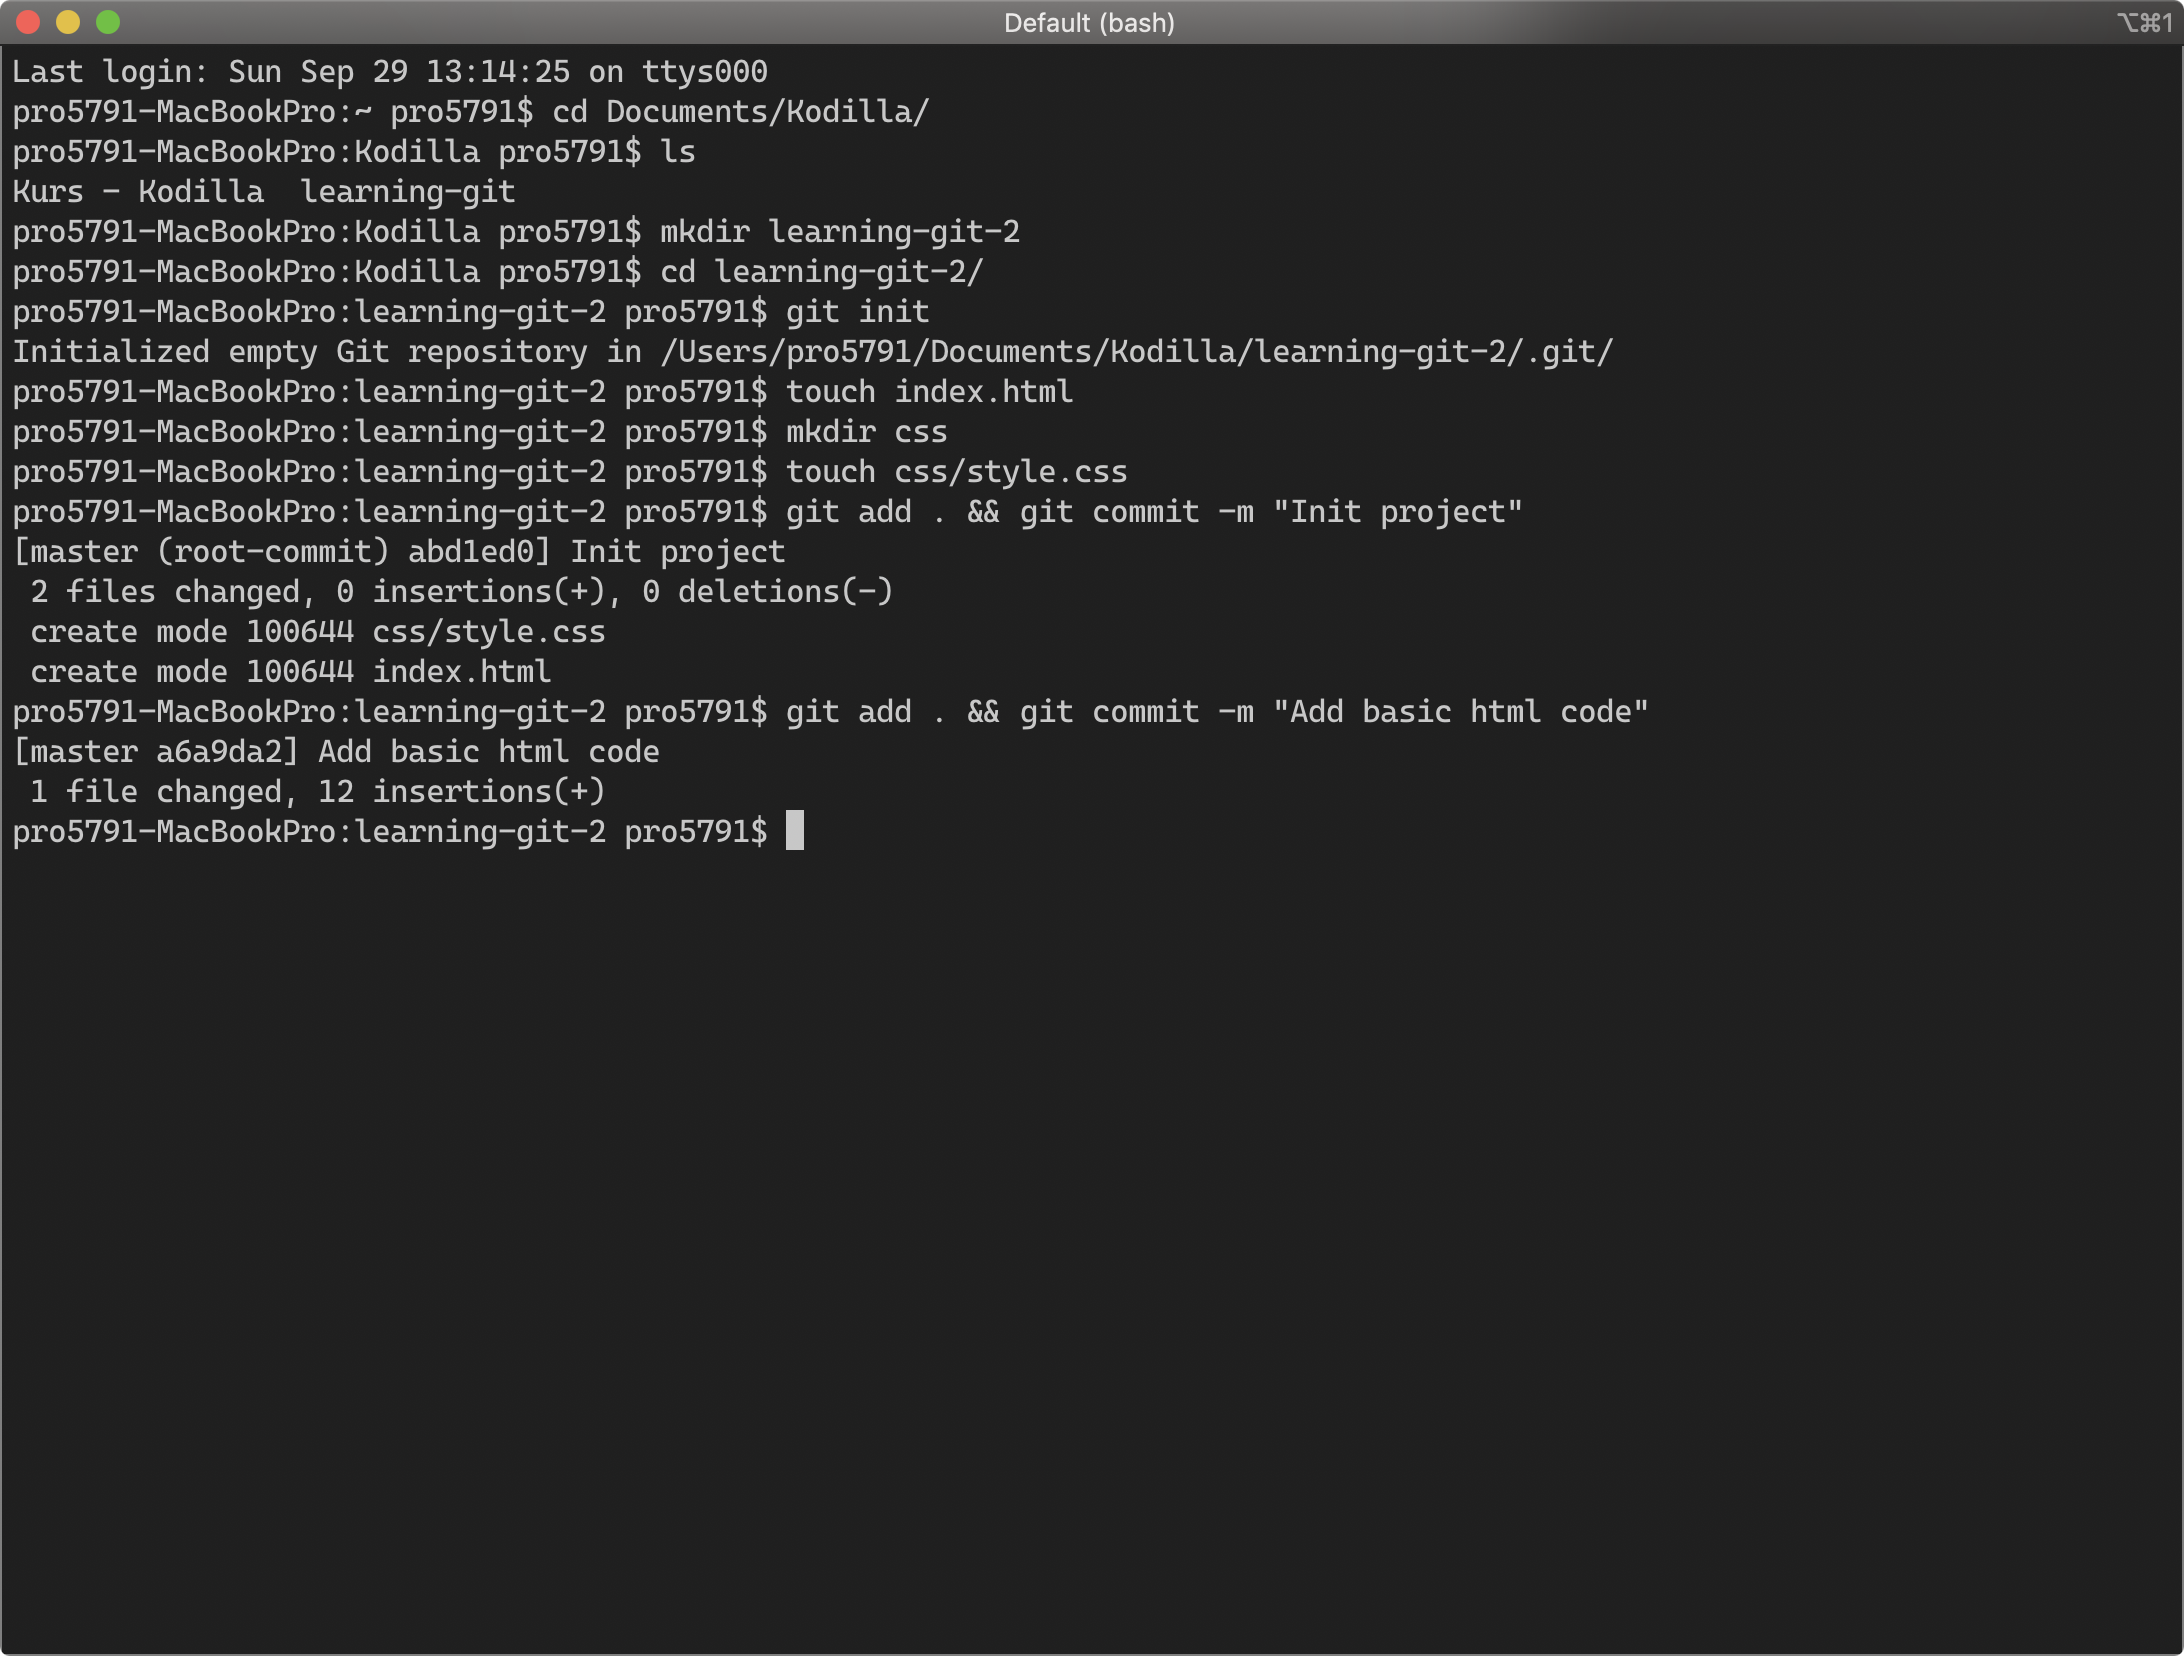 Default (bash)
⌥⌘1
Last login: Sun Sep 29 13:14:25 on ttys000
pro5791-MacBookPro:~ pro5791$ cd Documents/Kodilla/
pro5791-MacBookPro:Kodilla pro5791$ ls
Kurs - Kodilla  learning-git
pro5791-MacBookPro:Kodilla pro5791$ mkdir learning-git-2
pro5791-MacBookPro:Kodilla pro5791$ cd learning-git-2/
pro5791-MacBookPro:learning-git-2 pro5791$ git init
Initialized empty Git repository in /Users/pro5791/Documents/Kodilla/learning-git-2/.git/
pro5791-MacBookPro:learning-git-2 pro5791$ touch index.html
pro5791-MacBookPro:learning-git-2 pro5791$ mkdir css
pro5791-MacBookPro:learning-git-2 pro5791$ touch css/style.css
pro5791-MacBookPro:learning-git-2 pro5791$ git add . && git commit -m "Init project"
[master (root-commit) abd1ed0] Init project
 2 files changed, 0 insertions(+), 0 deletions(-)
 create mode 100644 css/style.css
 create mode 100644 index.html
pro5791-MacBookPro:learning-git-2 pro5791$ git add . && git commit -m "Add basic html code"
[master a6a9da2] Add basic html code
 1 file changed, 12 insertions(+)
pro5791-MacBookPro:learning-git-2 pro5791$